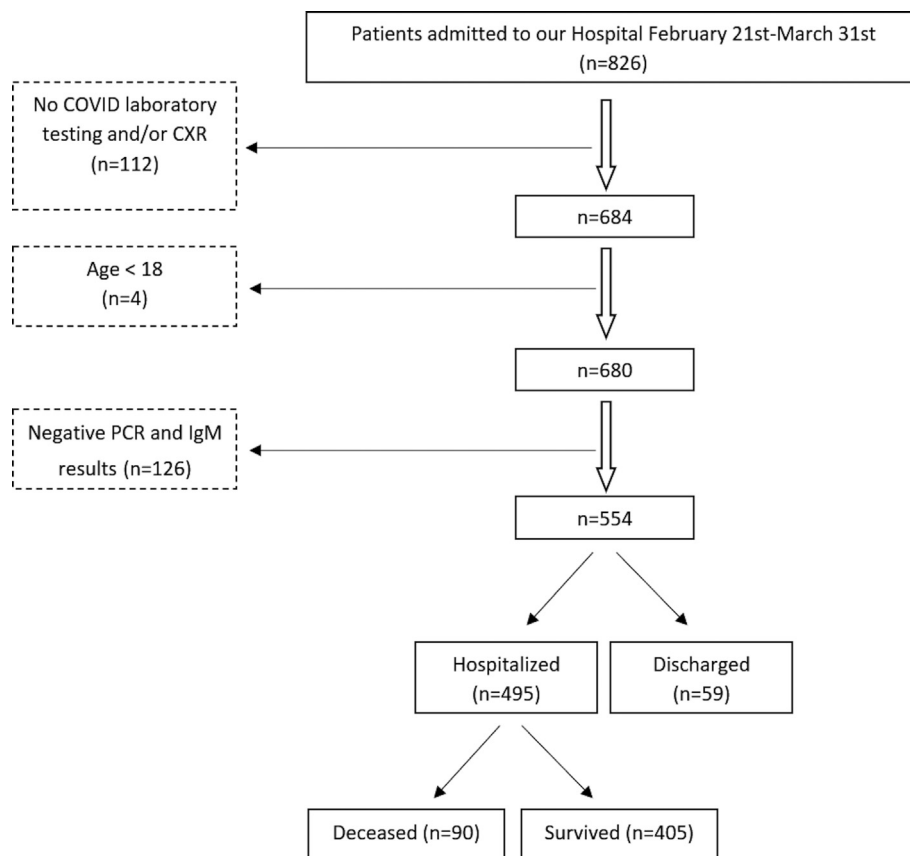 Patients admitted to our Hospital February 21st-March 31st
(n=826)
No COVID laboratory
testing and/or CXR
(n=112)
n=684
Age < 18
(n=4)
n=680
Negative PCR and IgM
results (n=126)
n=554
Hospitalized
(n=495)
Discharged
(n=59)
Deceased (n=90)
Survived (n=405)